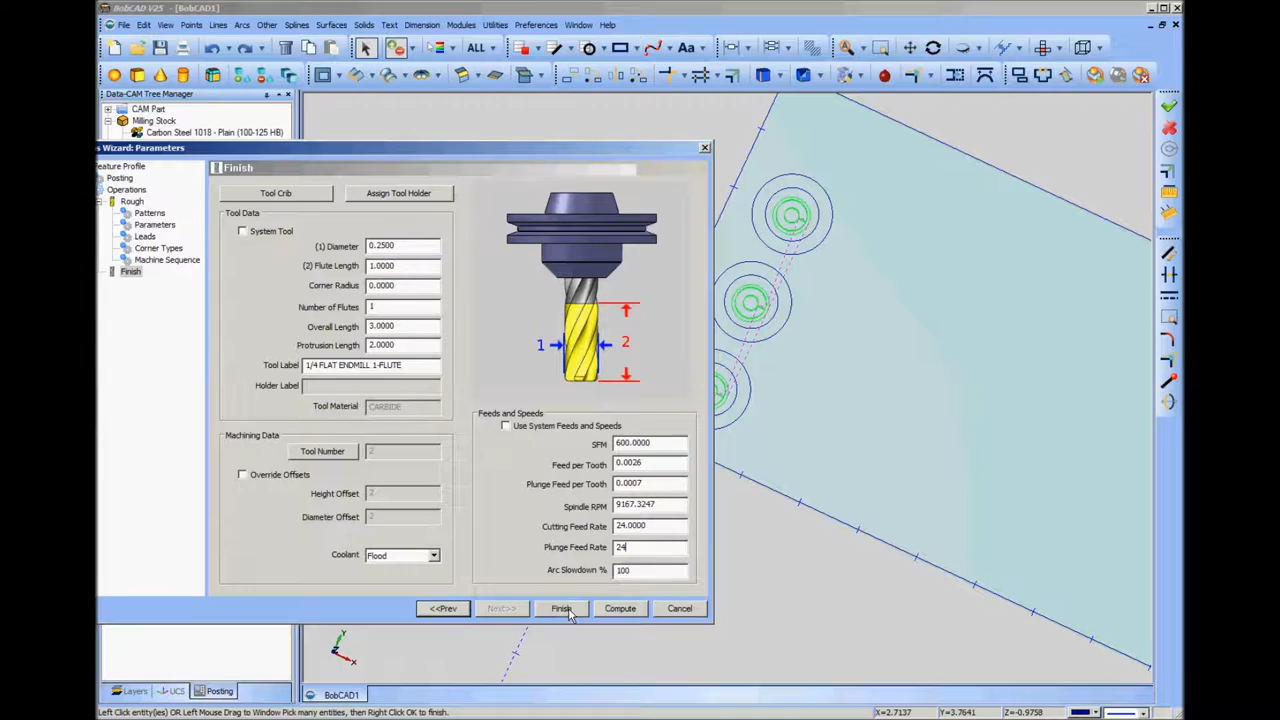 BobCAD V25 - [BobCAD1]
File Edit View Points Lines Arcs Other Splines Surfaces Solids Text Dimension Modules Utilities Preferences Window Help
ALL
Aa
Data-CAM Tree Manager
CAM Part
Milling Stock
Carbon Steel 1018 - Plain (100-125 HB)
s Wizard: Parameters
eature Profile
Posting
Operations
Rough
Patterns
Parameters
Leads
Corner Types
Machine Sequence
Finish
Finish
Tool Crib
Assign Tool Holder
Tool Data
System Tool
(1) Diameter 0.2500
(2) Flute Length 1.0000
Corner Radius 0.0000
Number of Flutes 1
Overall Length 3.0000
Protrusion Length 2.0000
Tool Label 1/4 FLAT ENDMILL 1-FLUTE
Holder Label
Tool Material CARBIDE
Machining Data
Tool Number 2
Override Offsets
Height Offset 2
Diameter Offset 2
Coolant Flood
1
2
Feeds and Speeds
Use System Feeds and Speeds
SFM 600.0000
Feed per Tooth 0.0026
Plunge Feed per Tooth 0.0007
Spindle RPM 9167.3247
Cutting Feed Rate 24.0000
Plunge Feed Rate 24
Arc Slowdown % 100
<<Prev Next>> Finish Compute Cancel
Y
Z
X
Layers UCS Posting
BobCAD1
Left Click entity(ies) OR Left Mouse Drag to Window Pick many entities, then Right Click OK to finish.
X=2.7137 Y=3.7641 Z=-0.9758